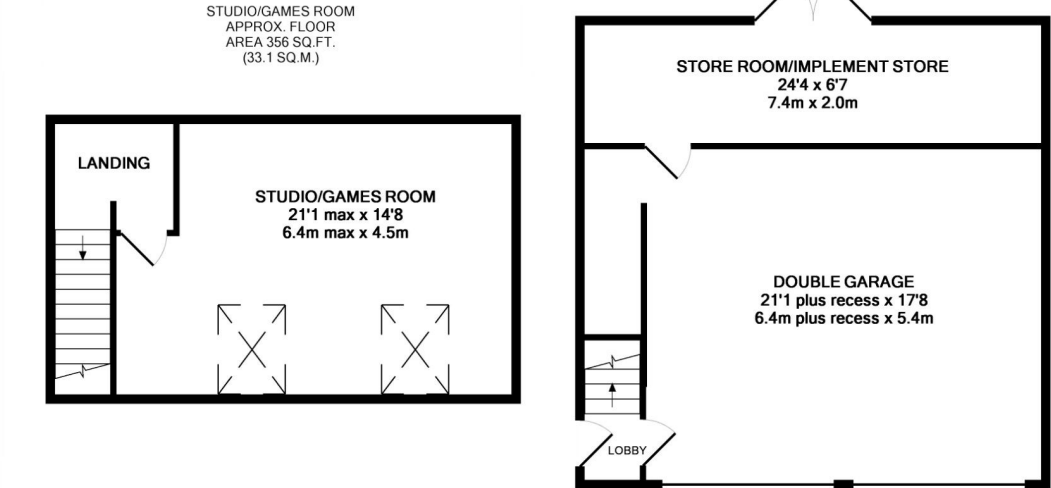 STUDIO/GAMES ROOM
APPROX. FLOOR
AREA 356 SQ.FT.
(33.1 SQ.M.)
LANDING
STUDIO/GAMES ROOM
21'1 max x 14'8
6.4m max x 4.5m
STORE ROOM/IMPLEMENT STORE
24'4 x 6'7
7.4m x 2.0m
DOUBLE GARAGE
21'1 plus recess x 17'8
6.4m plus recess x 5.4m
LOBBY